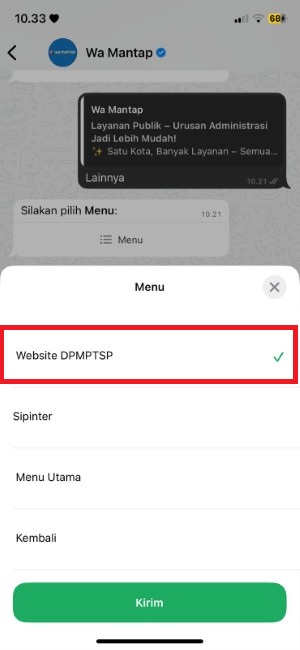 10.33
68
Wa Mantap
Wa Mantap
Layanan Publik – Urusan Administrasi
Jadi Lebih Mudah!
✨ Satu Kota, Banyak Layanan – Semua...
Lainnya
10.21
Silakan pilih Menu:
10.21
Menu
Menu
Website DPMPTSP
Sipinter
Menu Utama
Kembali
Kirim